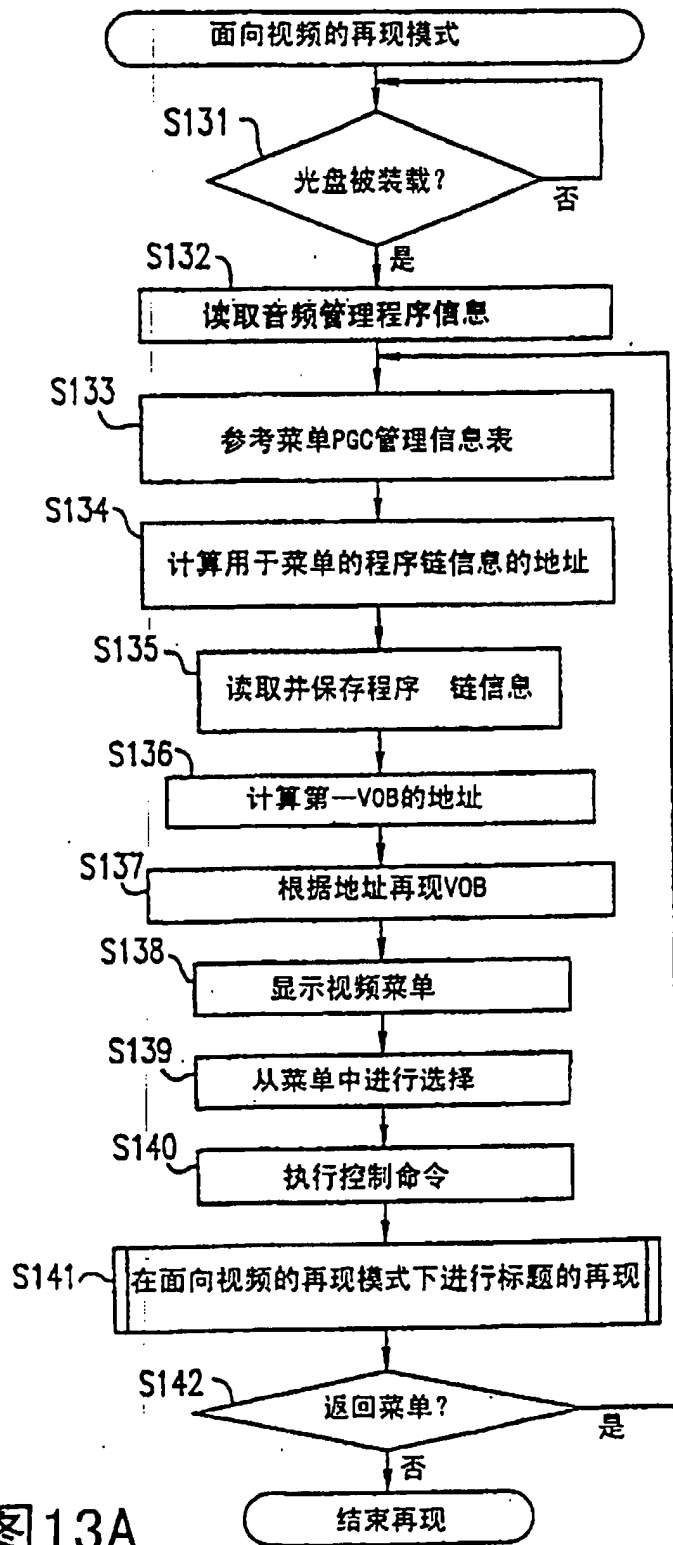 面向视频的再现模式
S131
光盘被装载?
否
是
S132
读取音频管理程序信息
S133
参考菜单PGC管理信息表
S134
计算用于菜单的程序链信息的地址
S135
读取并保存程序 链信息
S136
计算第一VOB的地址
S137
根据地址再现VOB
S138
显示视频菜单
S139
从菜单中进行选择
S140
执行控制命令
S141
在面向视频的再现模式下进行标题的再现
S142
返回菜单?
是
否
结束再现
图13A